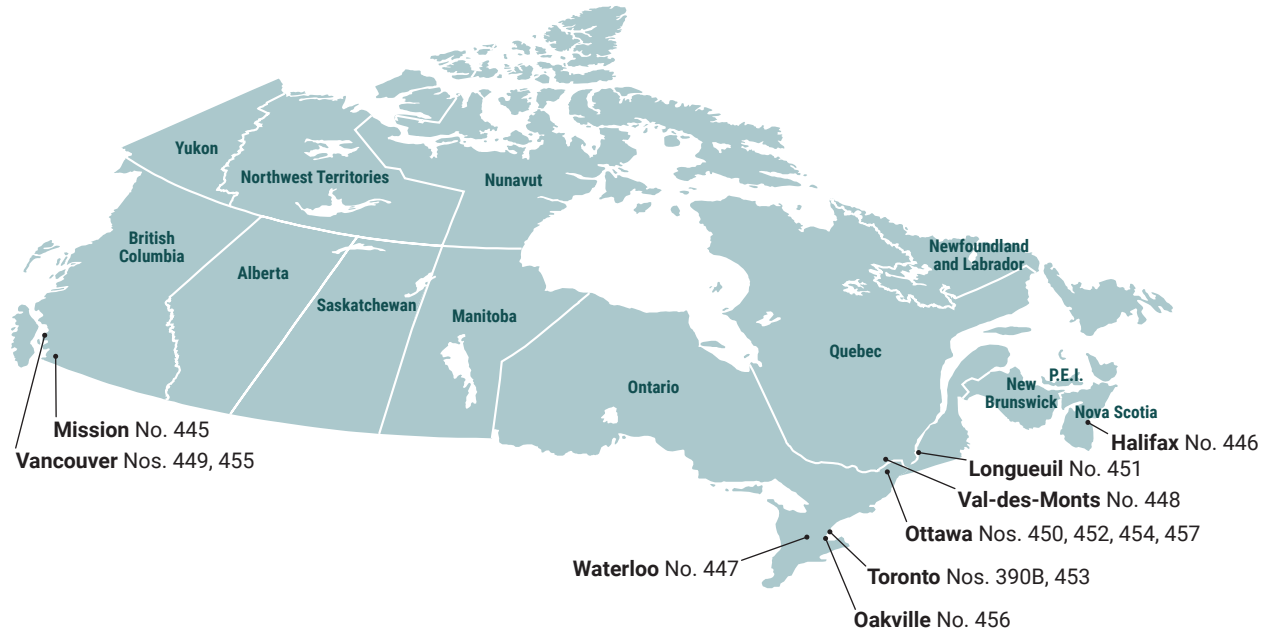 Yukon
Northwest Territories
Nunavut
British
Columbia
Alberta
Saskatchewan
Manitoba
Ontario
Quebec
Newfoundland
and Labrador
New
Brunswick
P.E.I.
Nova Scotia
Mission No. 445
Vancouver Nos. 449, 455
Halifax No. 446
Longueuil No. 451
Val-des-Monts No. 448
Ottawa Nos. 450, 452, 454, 457
Waterloo No. 447
Toronto Nos. 390B, 453
Oakville No. 456